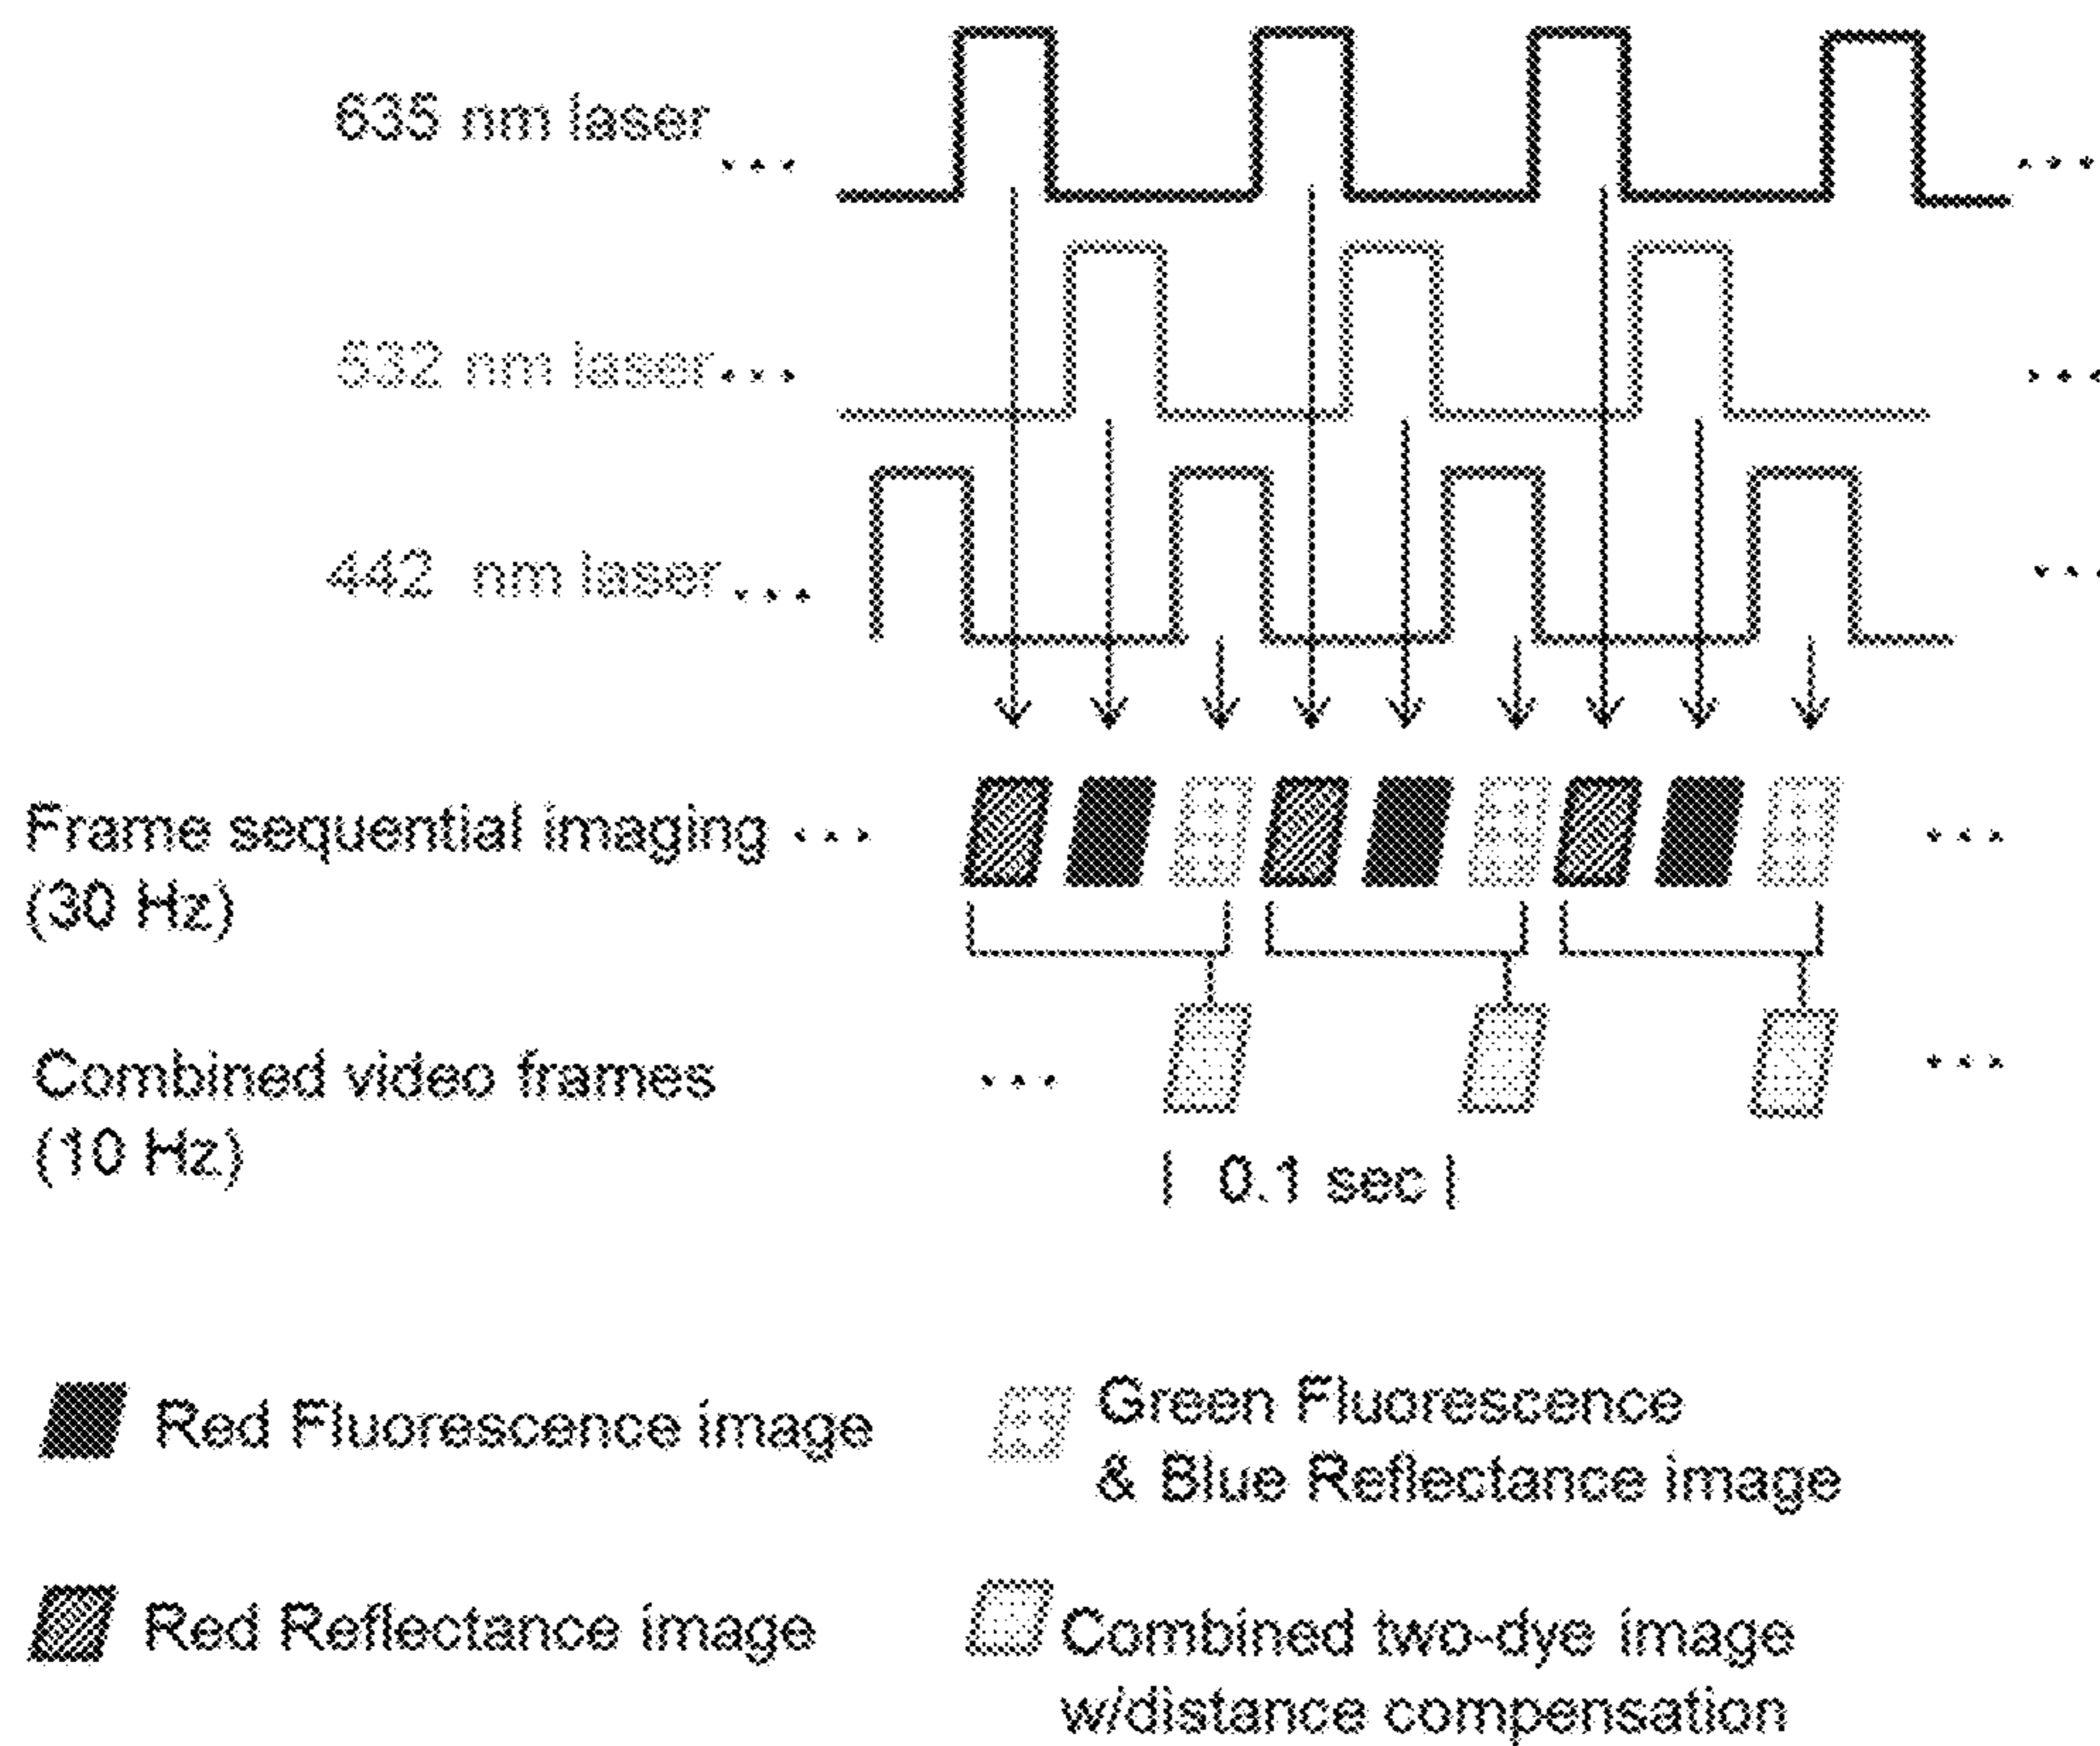 635 nm laser ...
...
532 nm laser ...
...
442 nm laser ...
...
Frame sequential imaging ...
(30 Hz)
...
Combined video frames
(10 Hz)
...
...
| 0.1 sec |
Red Fluorescence image
Green Fluorescence
& Blue Reflectance image
Red Reflectance image
Combined two-dye image
w/distance compensation